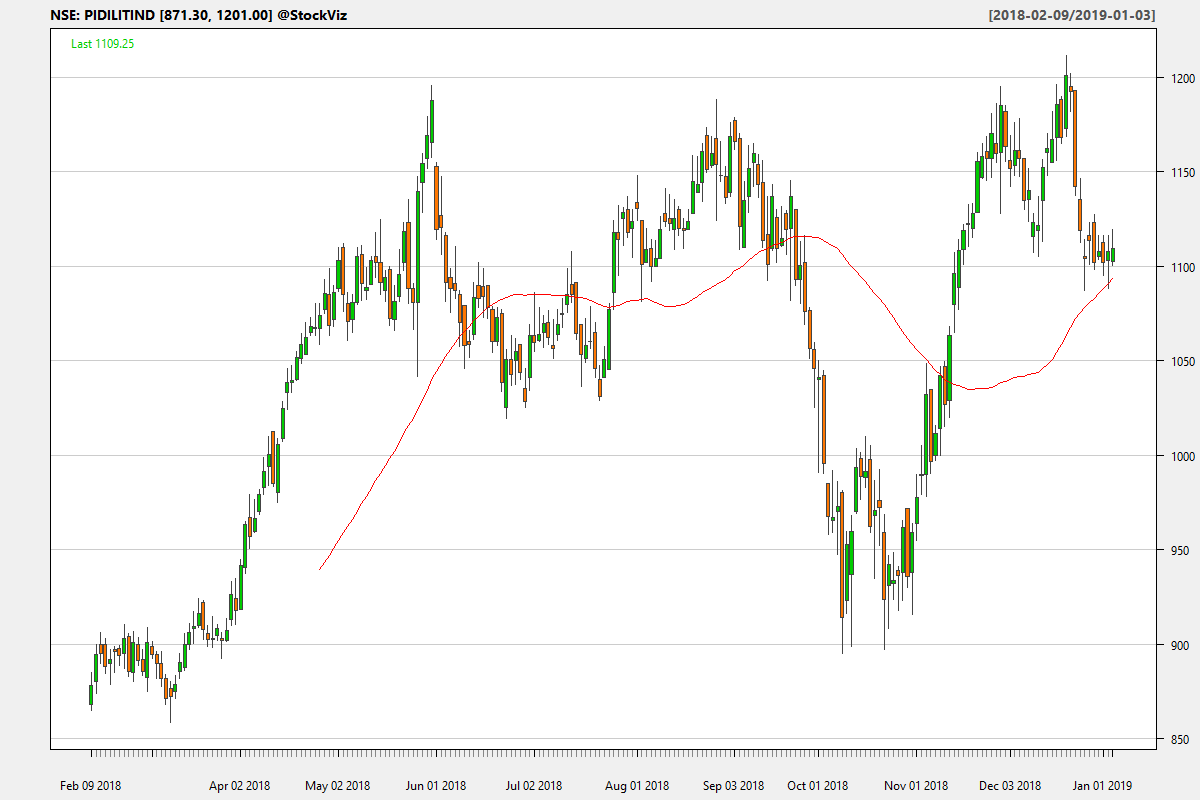 NSE: PIDILITIND [871.30, 1201.00] @StockViz [2018-02-09/2019-01-03]
Last 1109.25
1200
1150
1100
1050
1000
950
900
850
Feb 09 2018 Apr 02 2018 May 02 2018 Jun 01 2018 Jul 02 2018 Aug 01 2018 Sep 03 2018 Oct 01 2018 Nov 01 2018 Dec 03 2018 Jan 01 2019